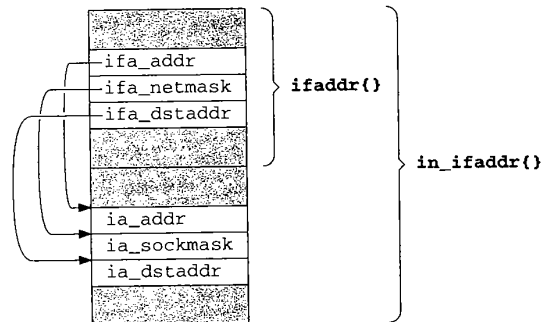 ifa_addr
ifa_netmask
ifa_dstaddr
ifaddr{}
in_ifaddr{}
ia_addr
ia_sockmask
ia_dstaddr